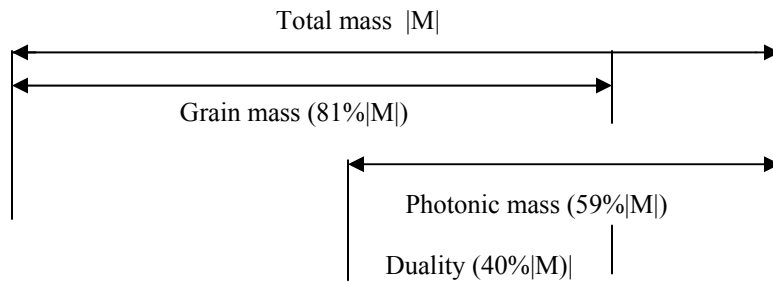 Total mass |M|
Grain mass (81%|M|)
Photonic mass (59%|M|)
Duality (40%|M)|